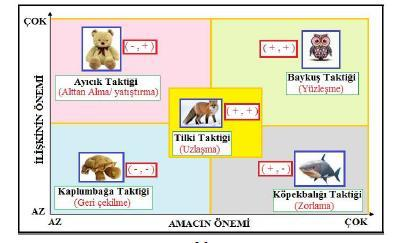 ÇOK
(-,+)
Ayıcık Taktiği
(Alttan Alma/ yatıştırma)
(+,+)
Baykuş Taktiği
(Yüzleşme)
İLİŞKİNİN ÖNEMİ
(+,+)
Tilki Taktiği
(Uzlaşma)
(-,-)
Kaplumbağa Taktiği
(Geri çekilme)
(+,-)
Köpekbalığı Taktiği
(Zorlama)
AZ
AZ
AMACIN ÖNEMİ
ÇOK